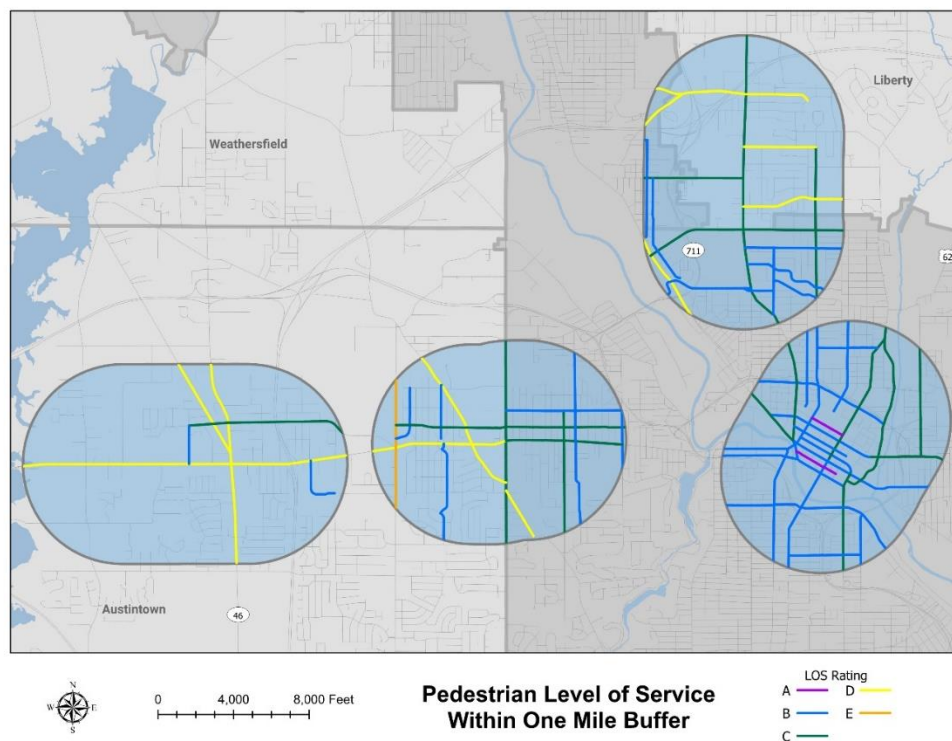 Liberty
Weathersfield
711
62
Austintown
46
N
W E
S
0 4,000 8,000 Feet
Pedestrian Level of Service
Within One Mile Buffer
LOS Rating
A D
B E
C